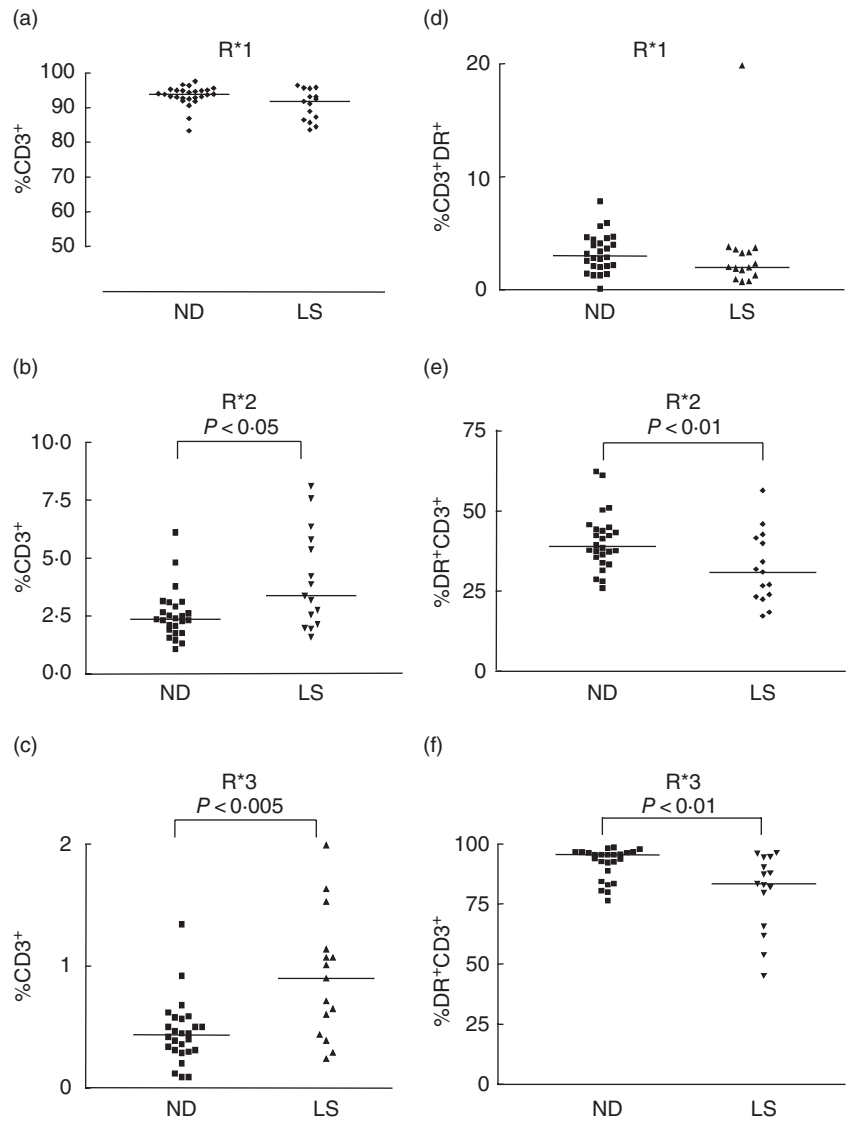 (a)
R*1
100
90
80
70
60
50
%CD3⁺
ND LS
(b)
R*2
P < 0·05
10·0
7·5
5·0
2·5
0·0
%CD3⁺
ND LS
(c)
R*3
P < 0·005
2
1
0
%CD3⁺
ND LS
(d)
R*1
20
10
0
%CD3⁺DR⁺
ND LS
(e)
R*2
P < 0·01
75
50
25
0
%DR⁺CD3⁺
ND LS
(f)
R*3
P < 0·01
100
75
50
25
0
%DR⁺CD3⁺
ND LS